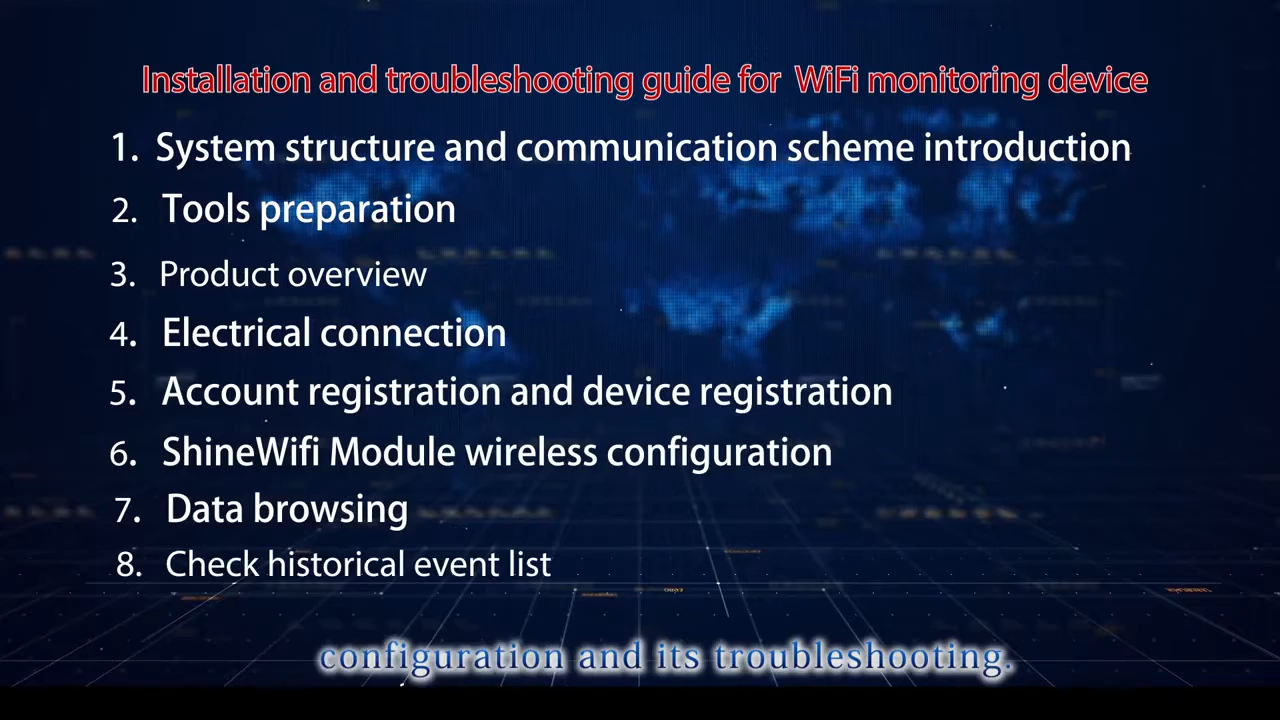 Installation and troubleshooting guide for WiFi monitoring device
1. System structure and communication scheme introduction
2. Tools preparation
3. Product overview
4. Electrical connection
5. Account registration and device registration
6. ShineWifi Module wireless configuration
7. Data browsing
8. Check historical event list
configuration and its troubleshooting.